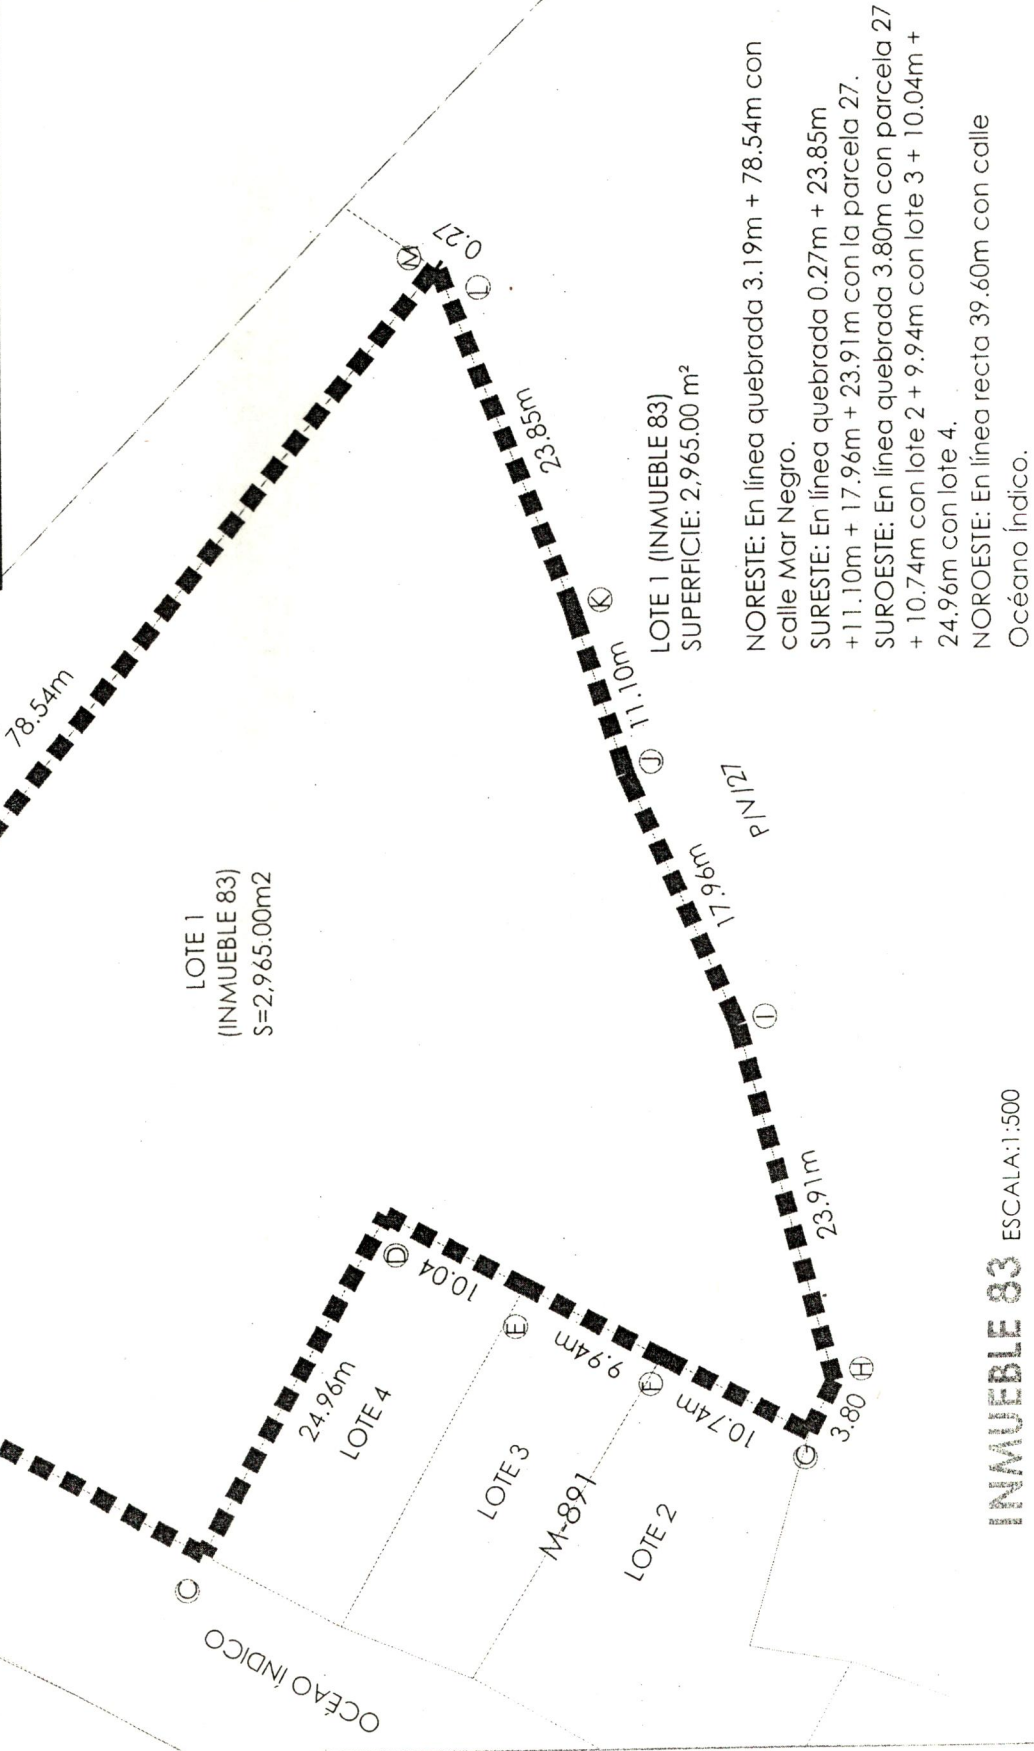 78.54m
LOTE 1
(INMUEBLE 83)
S=2,965.00m2
M
0.27
L
23.85m
K
11.10m
J
P/V/27
17.96m
I
23.91m
H
3.80
G
10.74m
F
9.94m
E
10.04
D
24.96m
LOTE 4
LOTE 3
M-891
LOTE 2
C
OCÉAO ÍNDICO
LOTE 1 (INMUEBLE 83)
SUPERFICIE: 2,965.00 m²
NORESTE: En línea quebrada 3.19m + 78.54m con
calle Mar Negro.
SURESTE: En línea quebrada 0.27m + 23.85m
+11.10m + 17.96m + 23.91m con la parcela 27.
SUROESTE: En línea quebrada 3.80m con parcela 27
+ 10.74m con lote 2 + 9.94m con lote 3 + 10.04m +
24.96m con lote 4.
NOROESTE: En línea recta 39.60m con calle
Océano Índico.
INMUEBLE 83 ESCALA:1:500